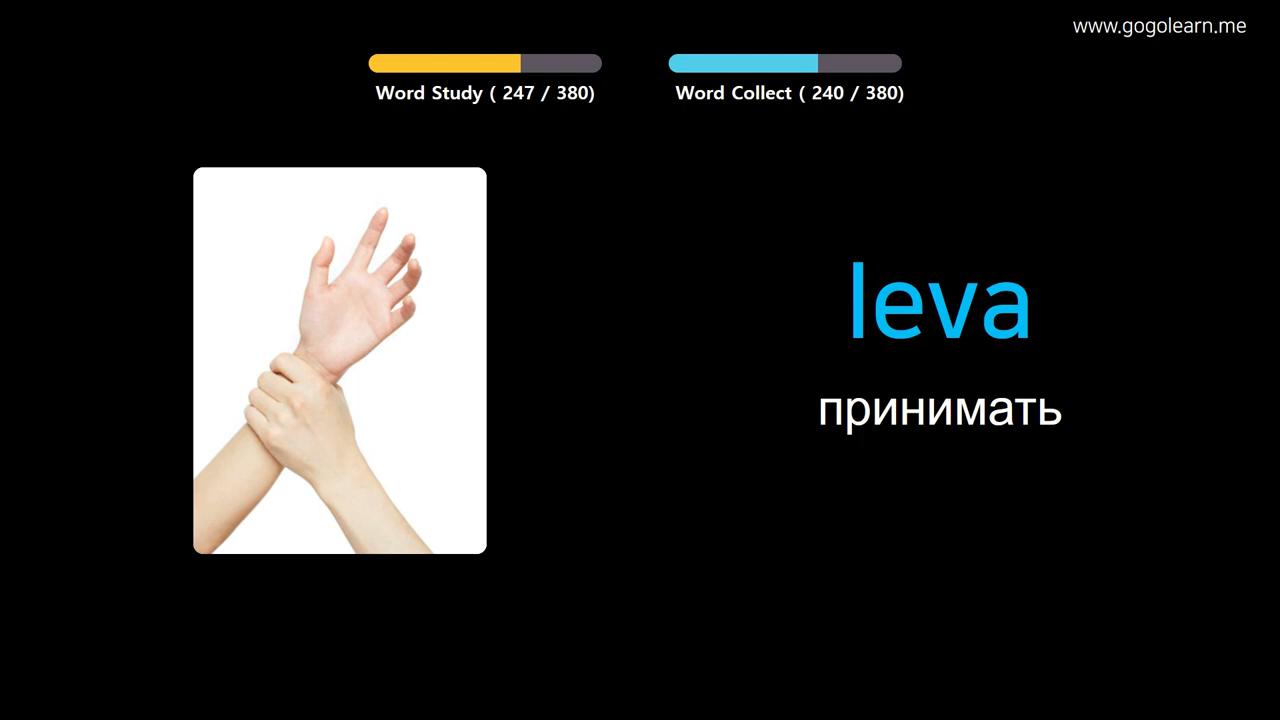 www.gogolearn.me
Word Study ( 247 / 380)
Word Collect ( 240 / 380)
leva
принимать